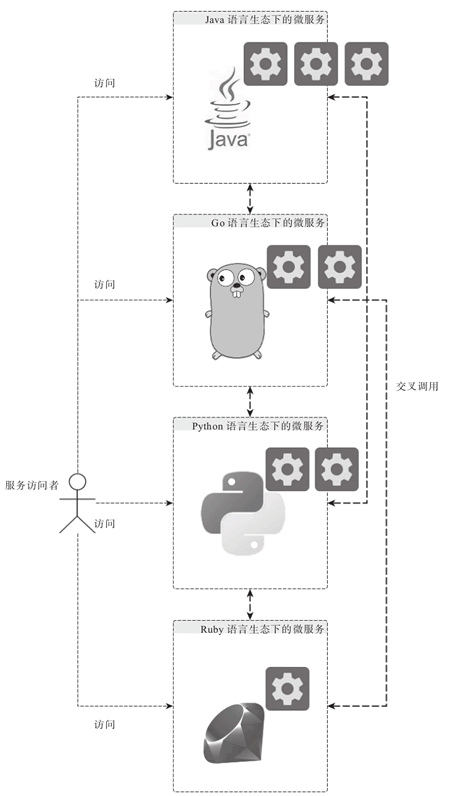 Java 语言生态下的微服务
访问
Java
Go 语言生态下的微服务
访问
交叉调用
Python 语言生态下的微服务
服务访问者
访问
Ruby 语言生态下的微服务
访问